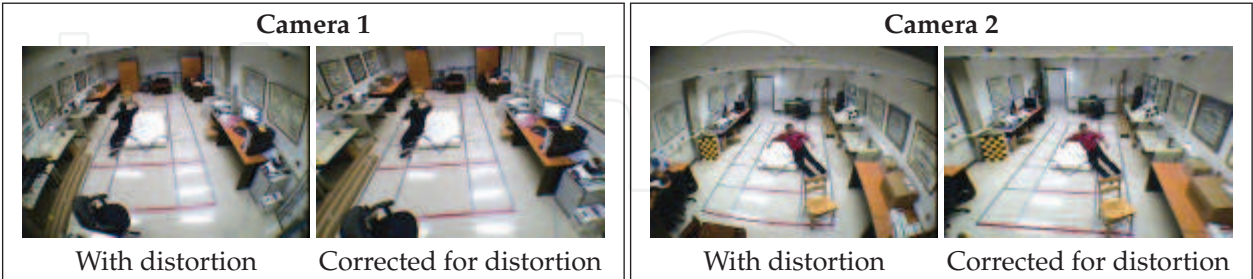 Camera 1
With distortion
Corrected for distortion
Camera 2
With distortion
Corrected for distortion